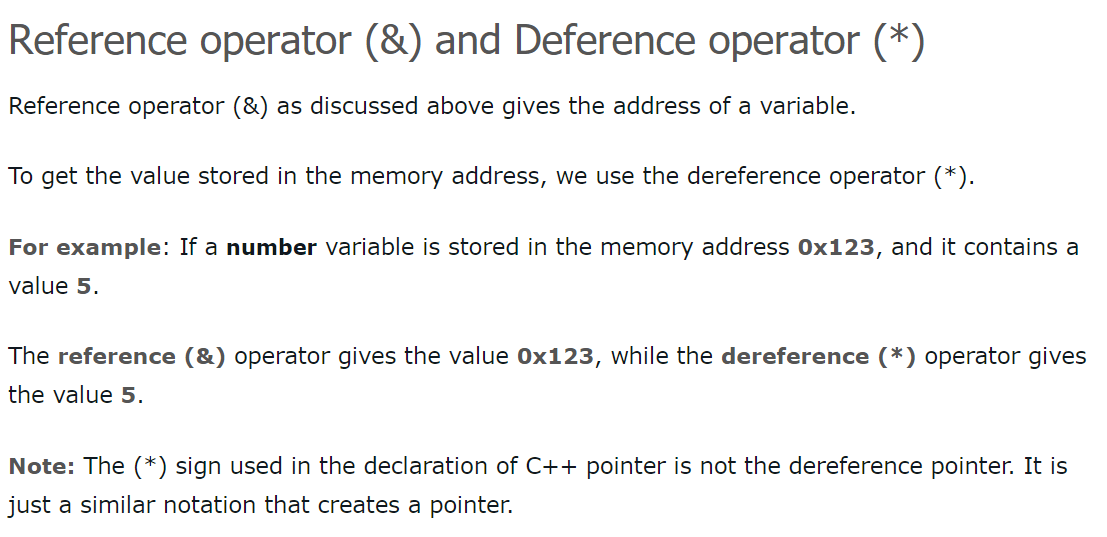 Reference operator (&) and Deference operator (*)
Reference operator (&) as discussed above gives the address of a variable.
To get the value stored in the memory address, we use the dereference operator (*).
For example: If a number variable is stored in the memory address 0x123, and it contains a
value 5.
The reference (&) operator gives the value 0x123, while the dereference (*) operator gives
the value 5.
Note: The (*) sign used in the declaration of C++ pointer is not the dereference pointer. It is
just a similar notation that creates a pointer.